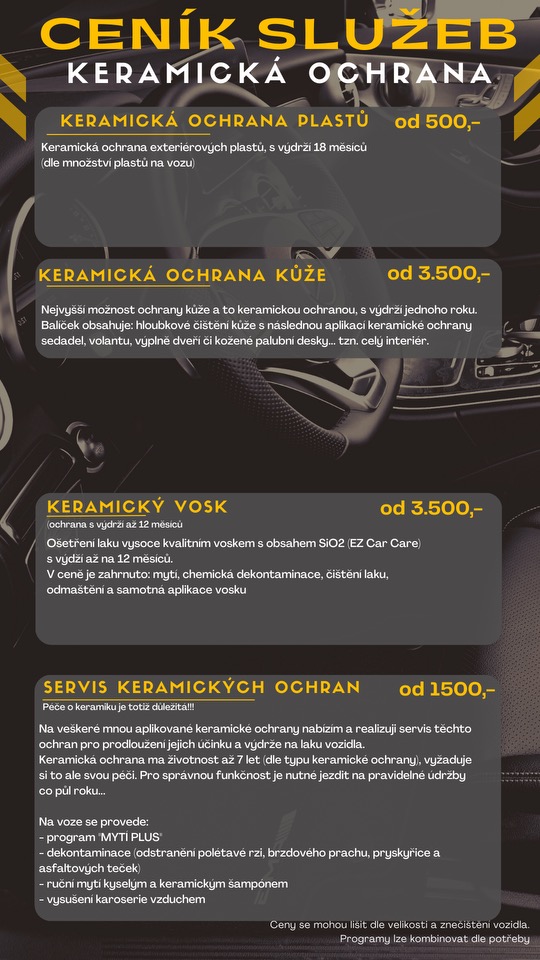 CENÍK SLUŽEB
KERAMICKÁ OCHRANA
KERAMICKÁ OCHRANA PLASTŮ od 500,-
Keramická ochrana exteriérových plastů, s výdrží 18 měsíců
(dle množství plastů na vozu)
KERAMICKÁ OCHRANA KŮŽE od 3.500,-
Nejvyšší možnost ochrany kůže a to keramickou ochranou, s výdrží jednoho roku.
Balíček obsahuje: hloubkové čištění kůže s následnou aplikací keramické ochrany
sedadel, volantu, výplně dveří či kožené palubní desky... tzn. celý interiér.
KERAMICKÝ VOSK od 3.500,-
(ochrana s výdrží až 12 měsíců
Ošetření laku vysoce kvalitním voskem s obsahem SiO2 (EZ Car Care)
s výdží až na 12 měsíců.
V ceně je zahrnuto: mytí, chemická dekontaminace, čištění laku,
odmaštění a samotná aplikace vosku
SERVIS KERAMICKÝCH OCHRAN od 1500,-
Péče o keramiku je totiž důležitá!!!
Na veškeré mnou aplikované keramické ochrany nabízím a realizuji servis těchto
ochran pro prodloužení jejich účinku a výdrže na laku vozidla.
Keramická ochrana má životnost až 7 let (dle typu keramické ochrany), vyžaduje
si to ale svou péči. Pro správnou funkčnost je nutné jezdit na pravidelné údržby
co půl roku...
Na voze se provede:
- program "MYTÍ PLUS"
- dekontaminace (odstranění polétavé rzi, brzdového prachu, pryskyřice a
asfaltových teček)
- ruční mytí kyselým a keramickým šamponem
- vysušení karoserie vzduchem
Ceny se mohou lišit dle velikosti a znečištění vozidla.
Programy lze kombinovat dle potřeby